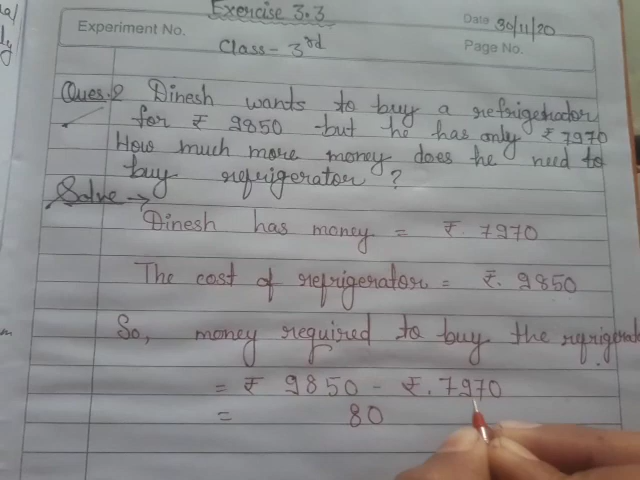 Exercise 3.3
Experiment No.
Date 30/11/20
Class - 3rd
Page No.
Ques.2 Dinesh wants to buy a refrigerator
for ₹ 9850 but he has only ₹ 7970
How much more money does he need to
buy refrigerator ?
Solve →
Dinesh has money = ₹. 7970
The cost of refrigerator = ₹. 9850
So, money required to buy the refrigerat
= ₹ 9850 - ₹. 7970
= 80